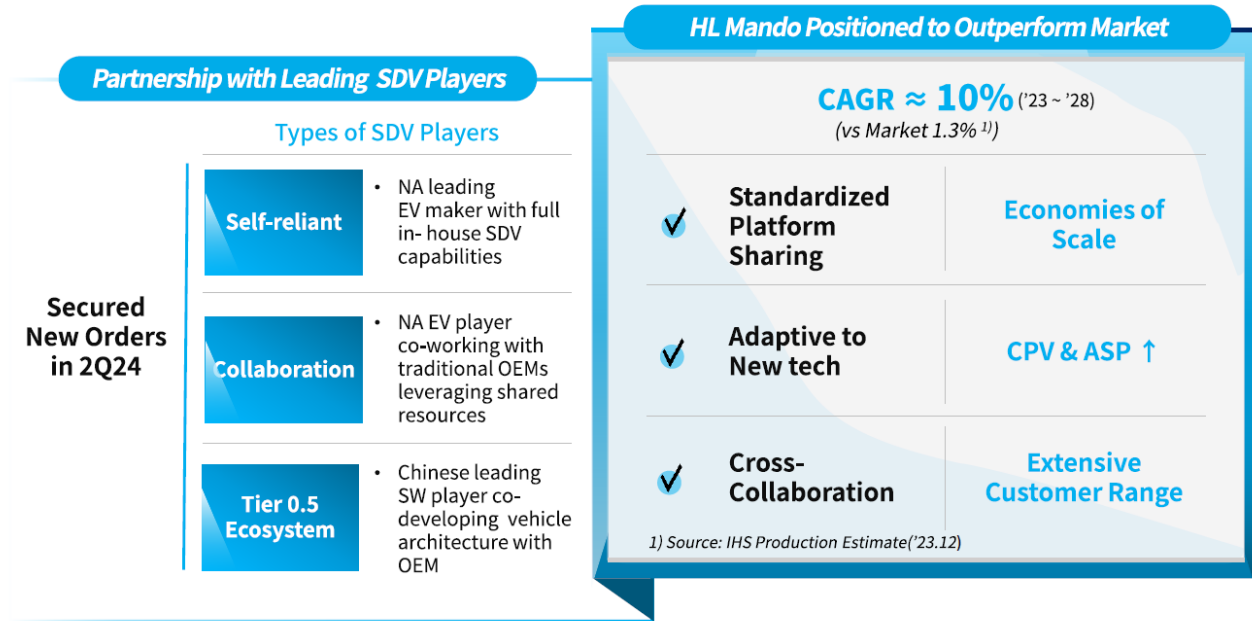 Partnership with Leading SDV Players
Types of SDV Players
Secured
New Orders
in 2Q24
Self-reliant
• NA leading
EV maker with full
in- house SDV
capabilities
Collaboration
• NA EV player
co-working with
traditional OEMs
leveraging shared
resources
Tier 0.5
Ecosystem
• Chinese leading
SW player co-
developing vehicle
architecture with
OEM
HL Mando Positioned to Outperform Market
CAGR ≈ 10% (’23 ~ ’28)
(vs Market 1.3% 1))
Standardized
Platform
Sharing
Economies of
Scale
Adaptive to
New tech
CPV & ASP ↑
Cross-
Collaboration
Extensive
Customer Range
1) Source: IHS Production Estimate(’23.12)